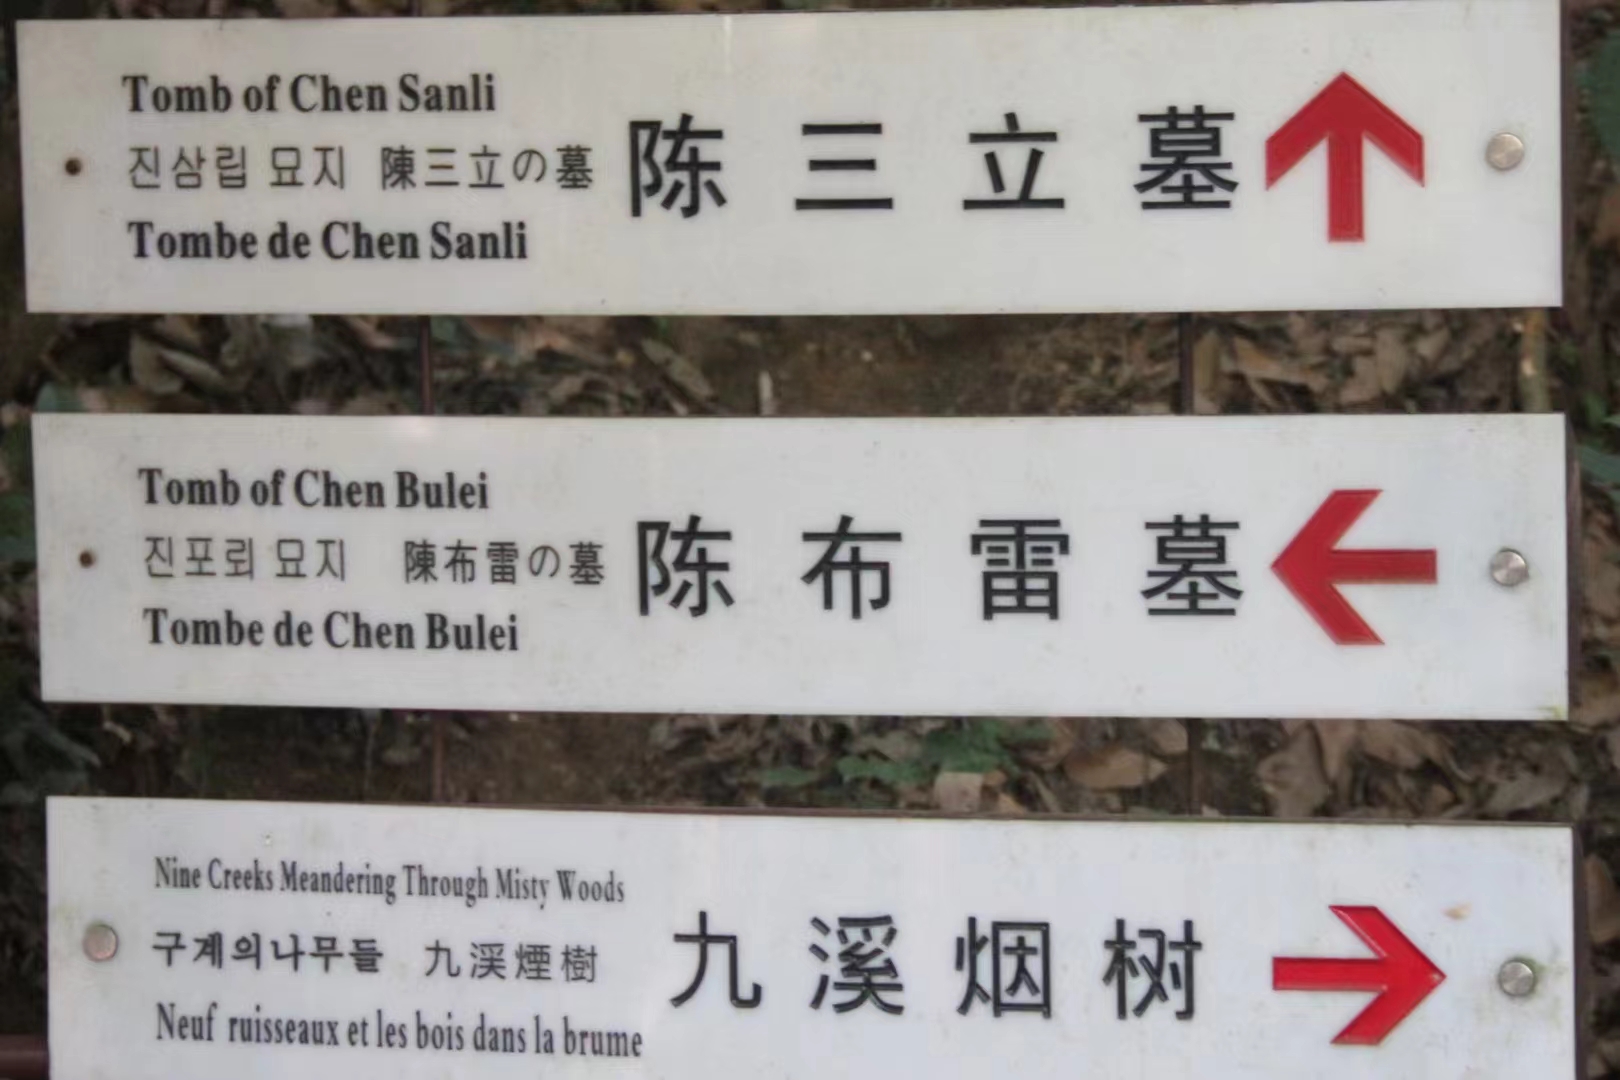 Tomb of Chen Sanli
진삼립 묘지 陳三立の墓
Tombe de Chen Sanli
陈三立墓
Tomb of Chen Bulei
진포뢰 묘지 陳布雷の墓
Tombe de Chen Bulei
陈布雷墓
Nine Creeks Meandering Through Misty Woods
구계의나무들 九渓煙樹
Neuf ruisseaux et les bois dans la brume
九溪烟树